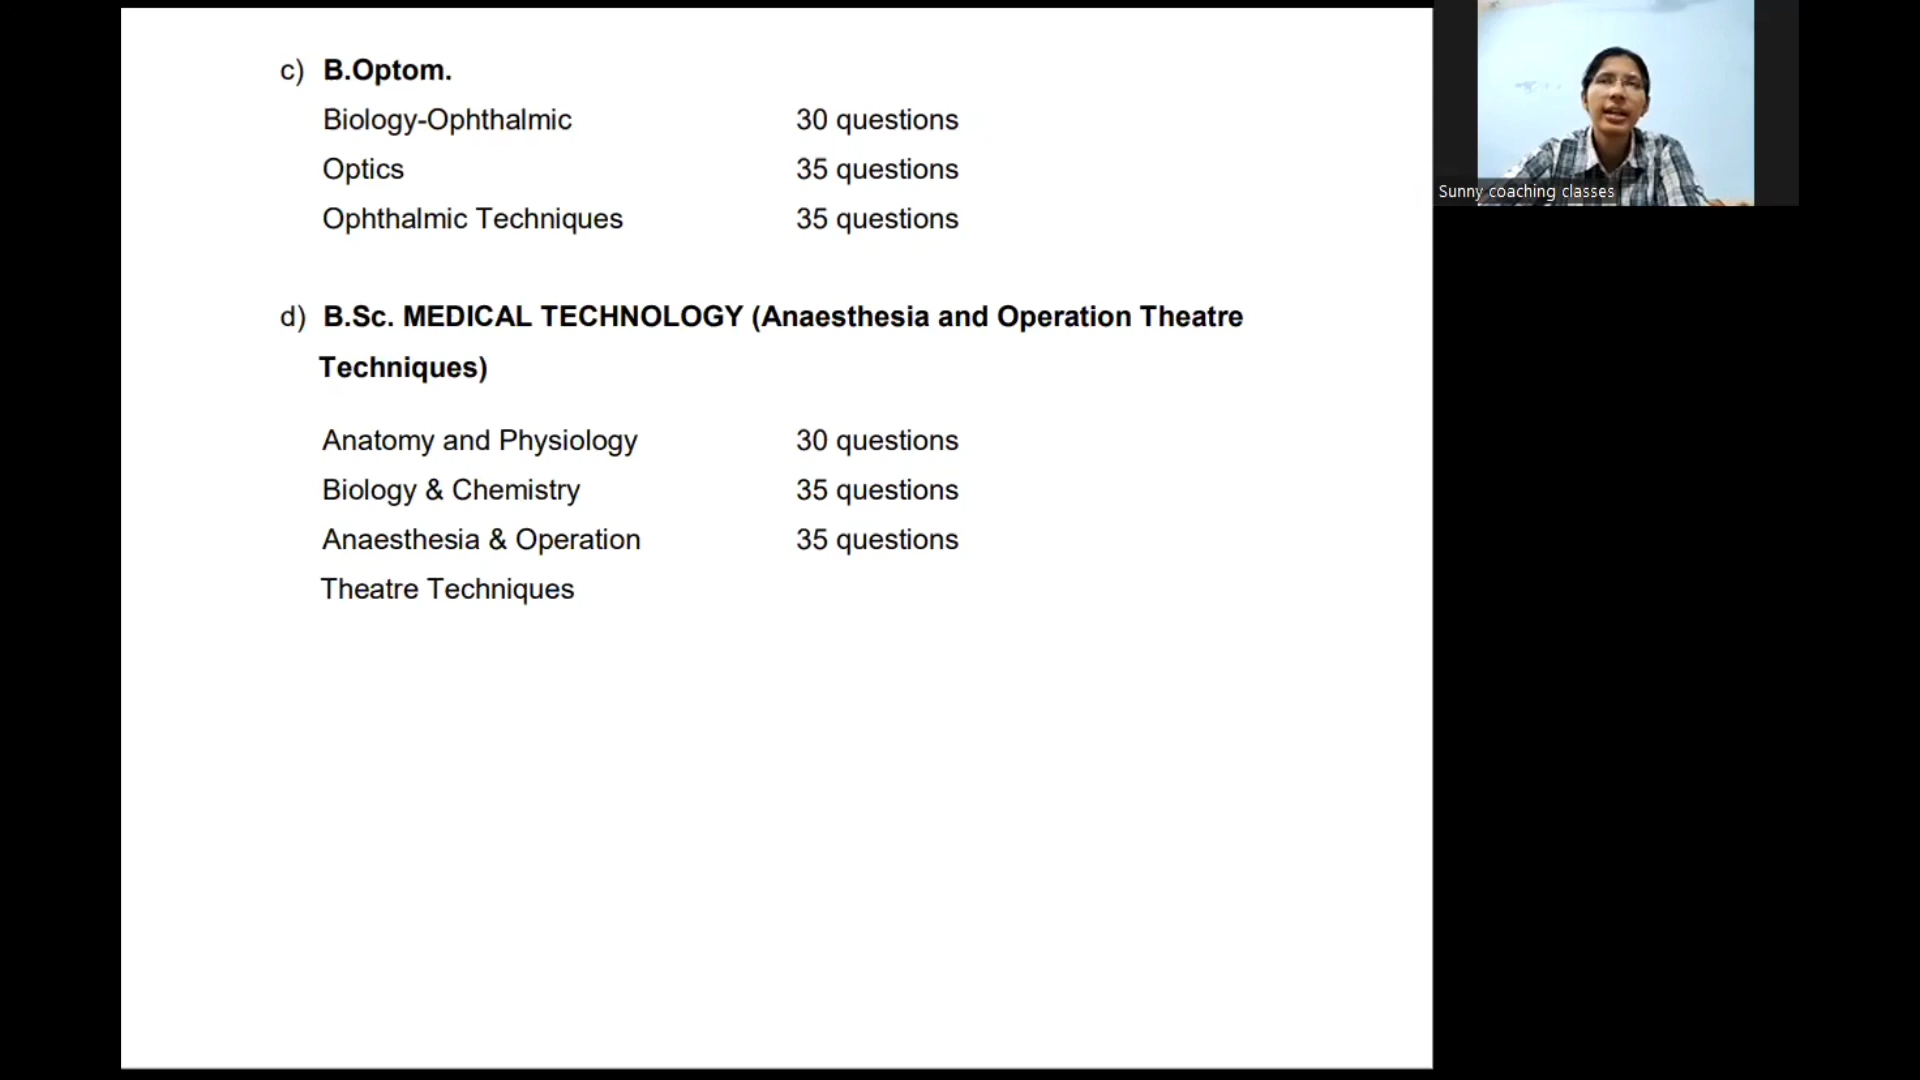 c) B.Optom.
Biology-Ophthalmic 30 questions
Optics 35 questions
Ophthalmic Techniques 35 questions
d) B.Sc. MEDICAL TECHNOLOGY (Anaesthesia and Operation Theatre
Techniques)
Anatomy and Physiology 30 questions
Biology & Chemistry 35 questions
Anaesthesia & Operation 35 questions
Theatre Techniques
Sunny coaching classes